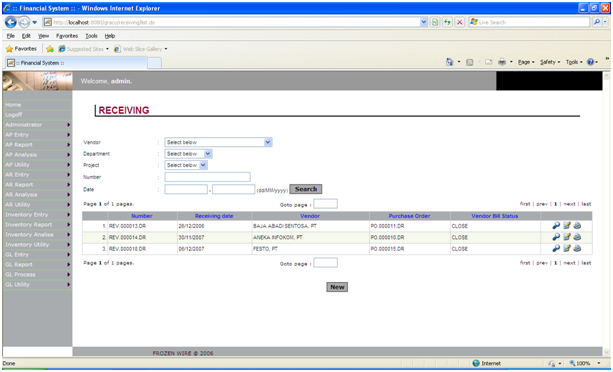 :: Financial System :: - Windows Internet Explorer
http://localhost:8080/graco/receivinglist.do
Live Search
File Edit View Favorites Tools Help
Favorites Suggested Sites Web Slice Gallery
:: Financial System ::
Page Safety Tools
Welcome, admin.
Home
Logoff
Administrator
AP Entry
AP Report
AP Analysis
AP Utility
AR Entry
AR Report
AR Analysis
AR Utility
Inventory Entry
Inventory Report
Inventory Analisa
Inventory Utility
GL Entry
GL Report
GL Process
GL Utility
RECEIVING
Vendor : Select below
Department : Select below
Project : Select below
Number :
Date : - (dd/MM/yyyy) Search
Page 1 of 1 pages. Goto page : first | prev | 1 | next | last
Number Receiving date Vendor Purchase Order Vendor Bill Status
1. REV.000013.DR 28/12/2006 BAJA ABADI SENTOSA, PT PO.000011.DR CLOSE
2. REV.000014.DR 30/11/2007 ANEKA INFOKOM, PT PO.000010.DR CLOSE
3. REV.000016.DR 06/12/2007 FESTO, PT PO.000015.DR CLOSE
Page 1 of 1 pages. Goto page : first | prev | 1 | next | last
New
FROZEN WIRE @ 2006
Done Internet 100%